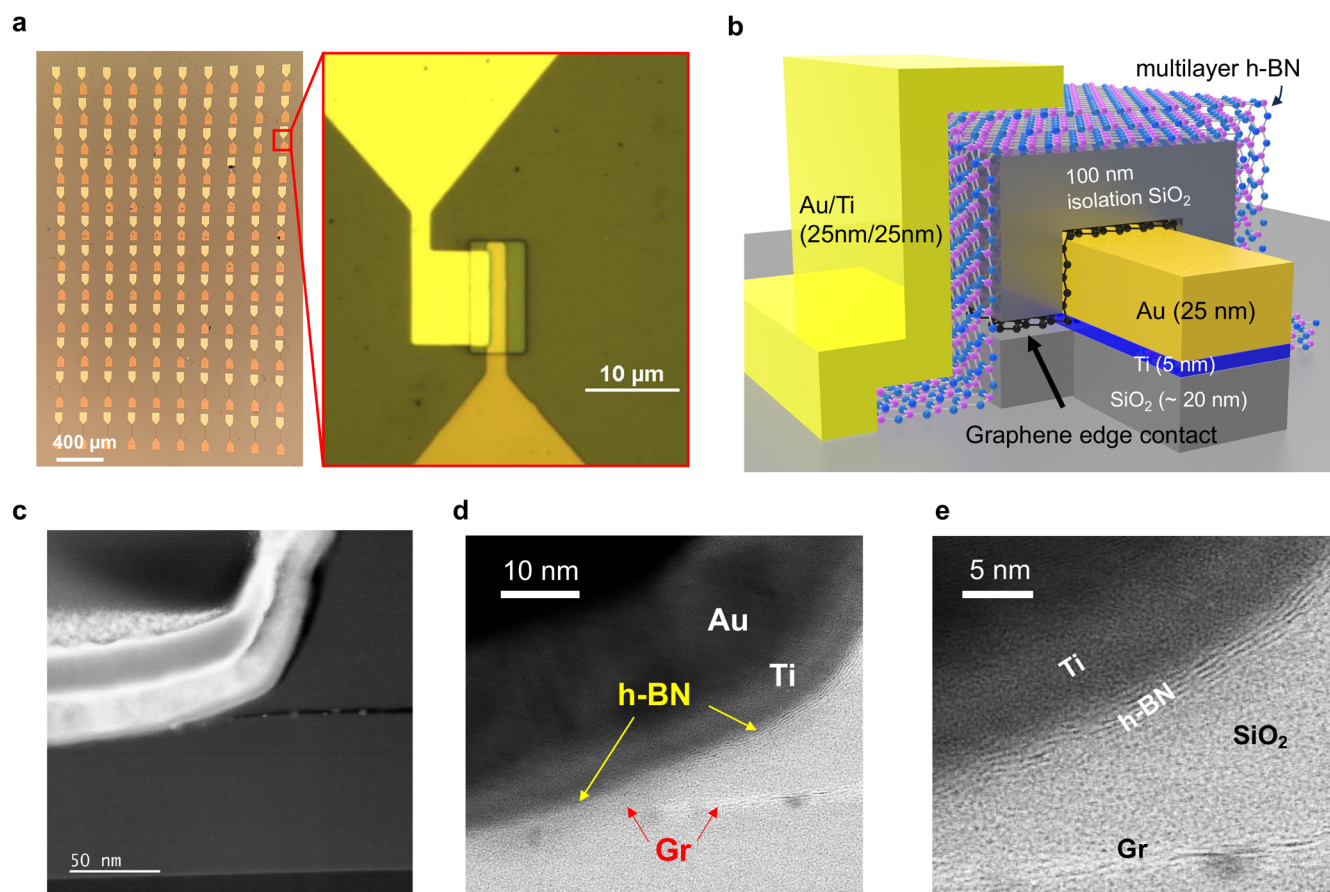 a
400 µm
10 µm
b
multilayer h-BN
100 nm
isolation SiO₂
Au/Ti
(25nm/25nm)
Au (25 nm)
Ti (5 nm)
SiO₂ (~ 20 nm)
Graphene edge contact
c
50 nm
d
10 nm
Au
Ti
h-BN
Gr
e
5 nm
Ti
h-BN
SiO₂
Gr